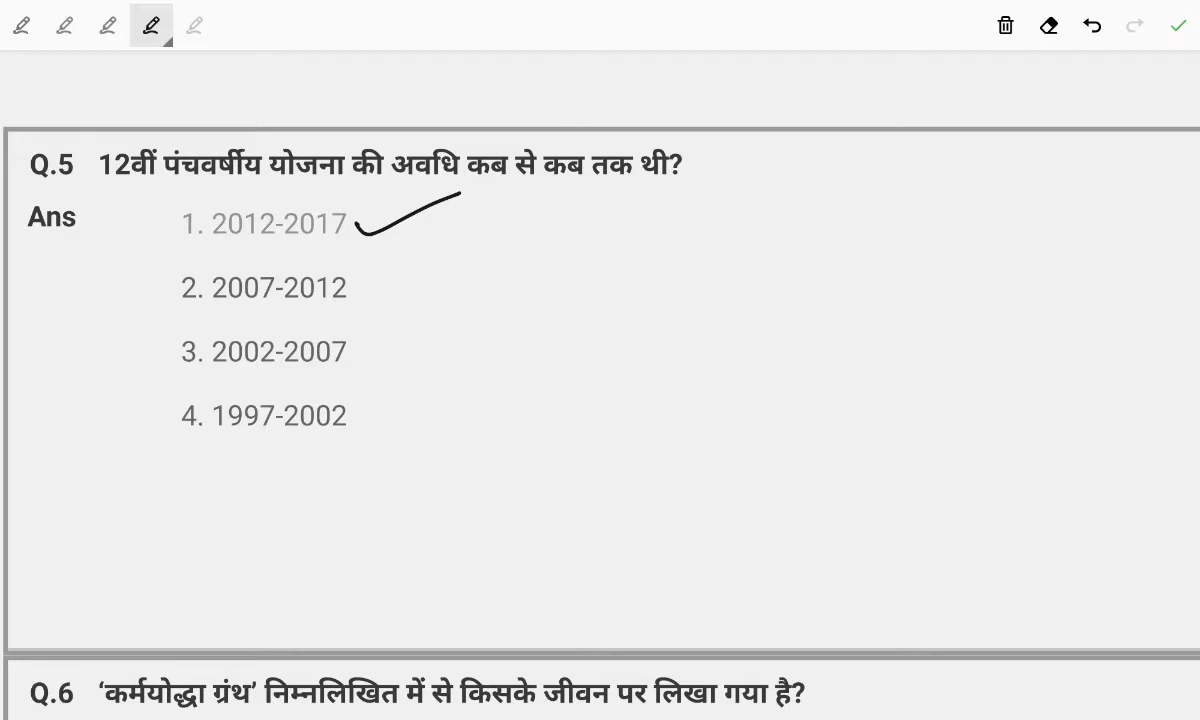 Q.5 12वीं पंचवर्षीय योजना की अवधि कब से कब तक थी?
Ans 1. 2012-2017
2. 2007-2012
3. 2002-2007
4. 1997-2002
Q.6 ‘कर्मयोद्धा ग्रंथ’ निम्नलिखित में से किसके जीवन पर लिखा गया है?